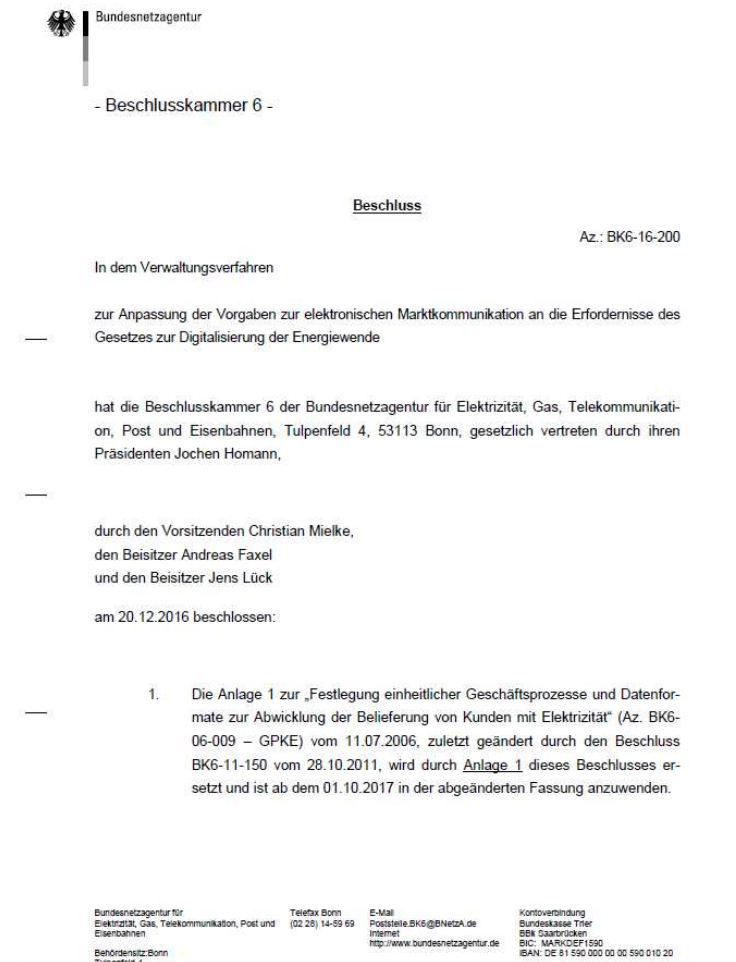 Bundesnetzagentur
- Beschlusskammer 6 -
Beschluss
Az.: BK6-16-200
In dem Verwaltungsverfahren
zur Anpassung der Vorgaben zur elektronischen Marktkommunikation an die Erfordernisse des
Gesetzes zur Digitalisierung der Energiewende
hat die Beschlusskammer 6 der Bundesnetzagentur für Elektrizität, Gas, Telekommunikati-
on, Post und Eisenbahnen, Tulpenfeld 4, 53113 Bonn, gesetzlich vertreten durch ihren
Präsidenten Jochen Homann,
durch den Vorsitzenden Christian Mielke,
den Beisitzer Andreas Faxel
und den Beisitzer Jens Lück
am 20.12.2016 beschlossen:
1. Die Anlage 1 zur „Festlegung einheitlicher Geschäftsprozesse und Datenfor-
mate zur Abwicklung der Belieferung von Kunden mit Elektrizität“ (Az. BK6-
06-009 – GPKE) vom 11.07.2006, zuletzt geändert durch den Beschluss
BK6-11-150 vom 28.10.2011, wird durch Anlage 1 dieses Beschlusses er-
setzt und ist ab dem 01.10.2017 in der abgeänderten Fassung anzuwenden.
Bundesnetzagentur für
Elektrizität, Gas, Telekommunikation, Post und
Eisenbahnen
Behördensitz:Bonn
Tulpenfeld 4
Telefax Bonn
(02 28) 14-59 69
E-Mail
Poststelle.BK6@BNetzA.de
Internet
http://www.bundesnetzagentur.de
Kontoverbindung
Bundeskasse Trier
BBk Saarbrücken
BIC: MARKDEF1590
IBAN: DE 81 590 000 00 00 590 010 20